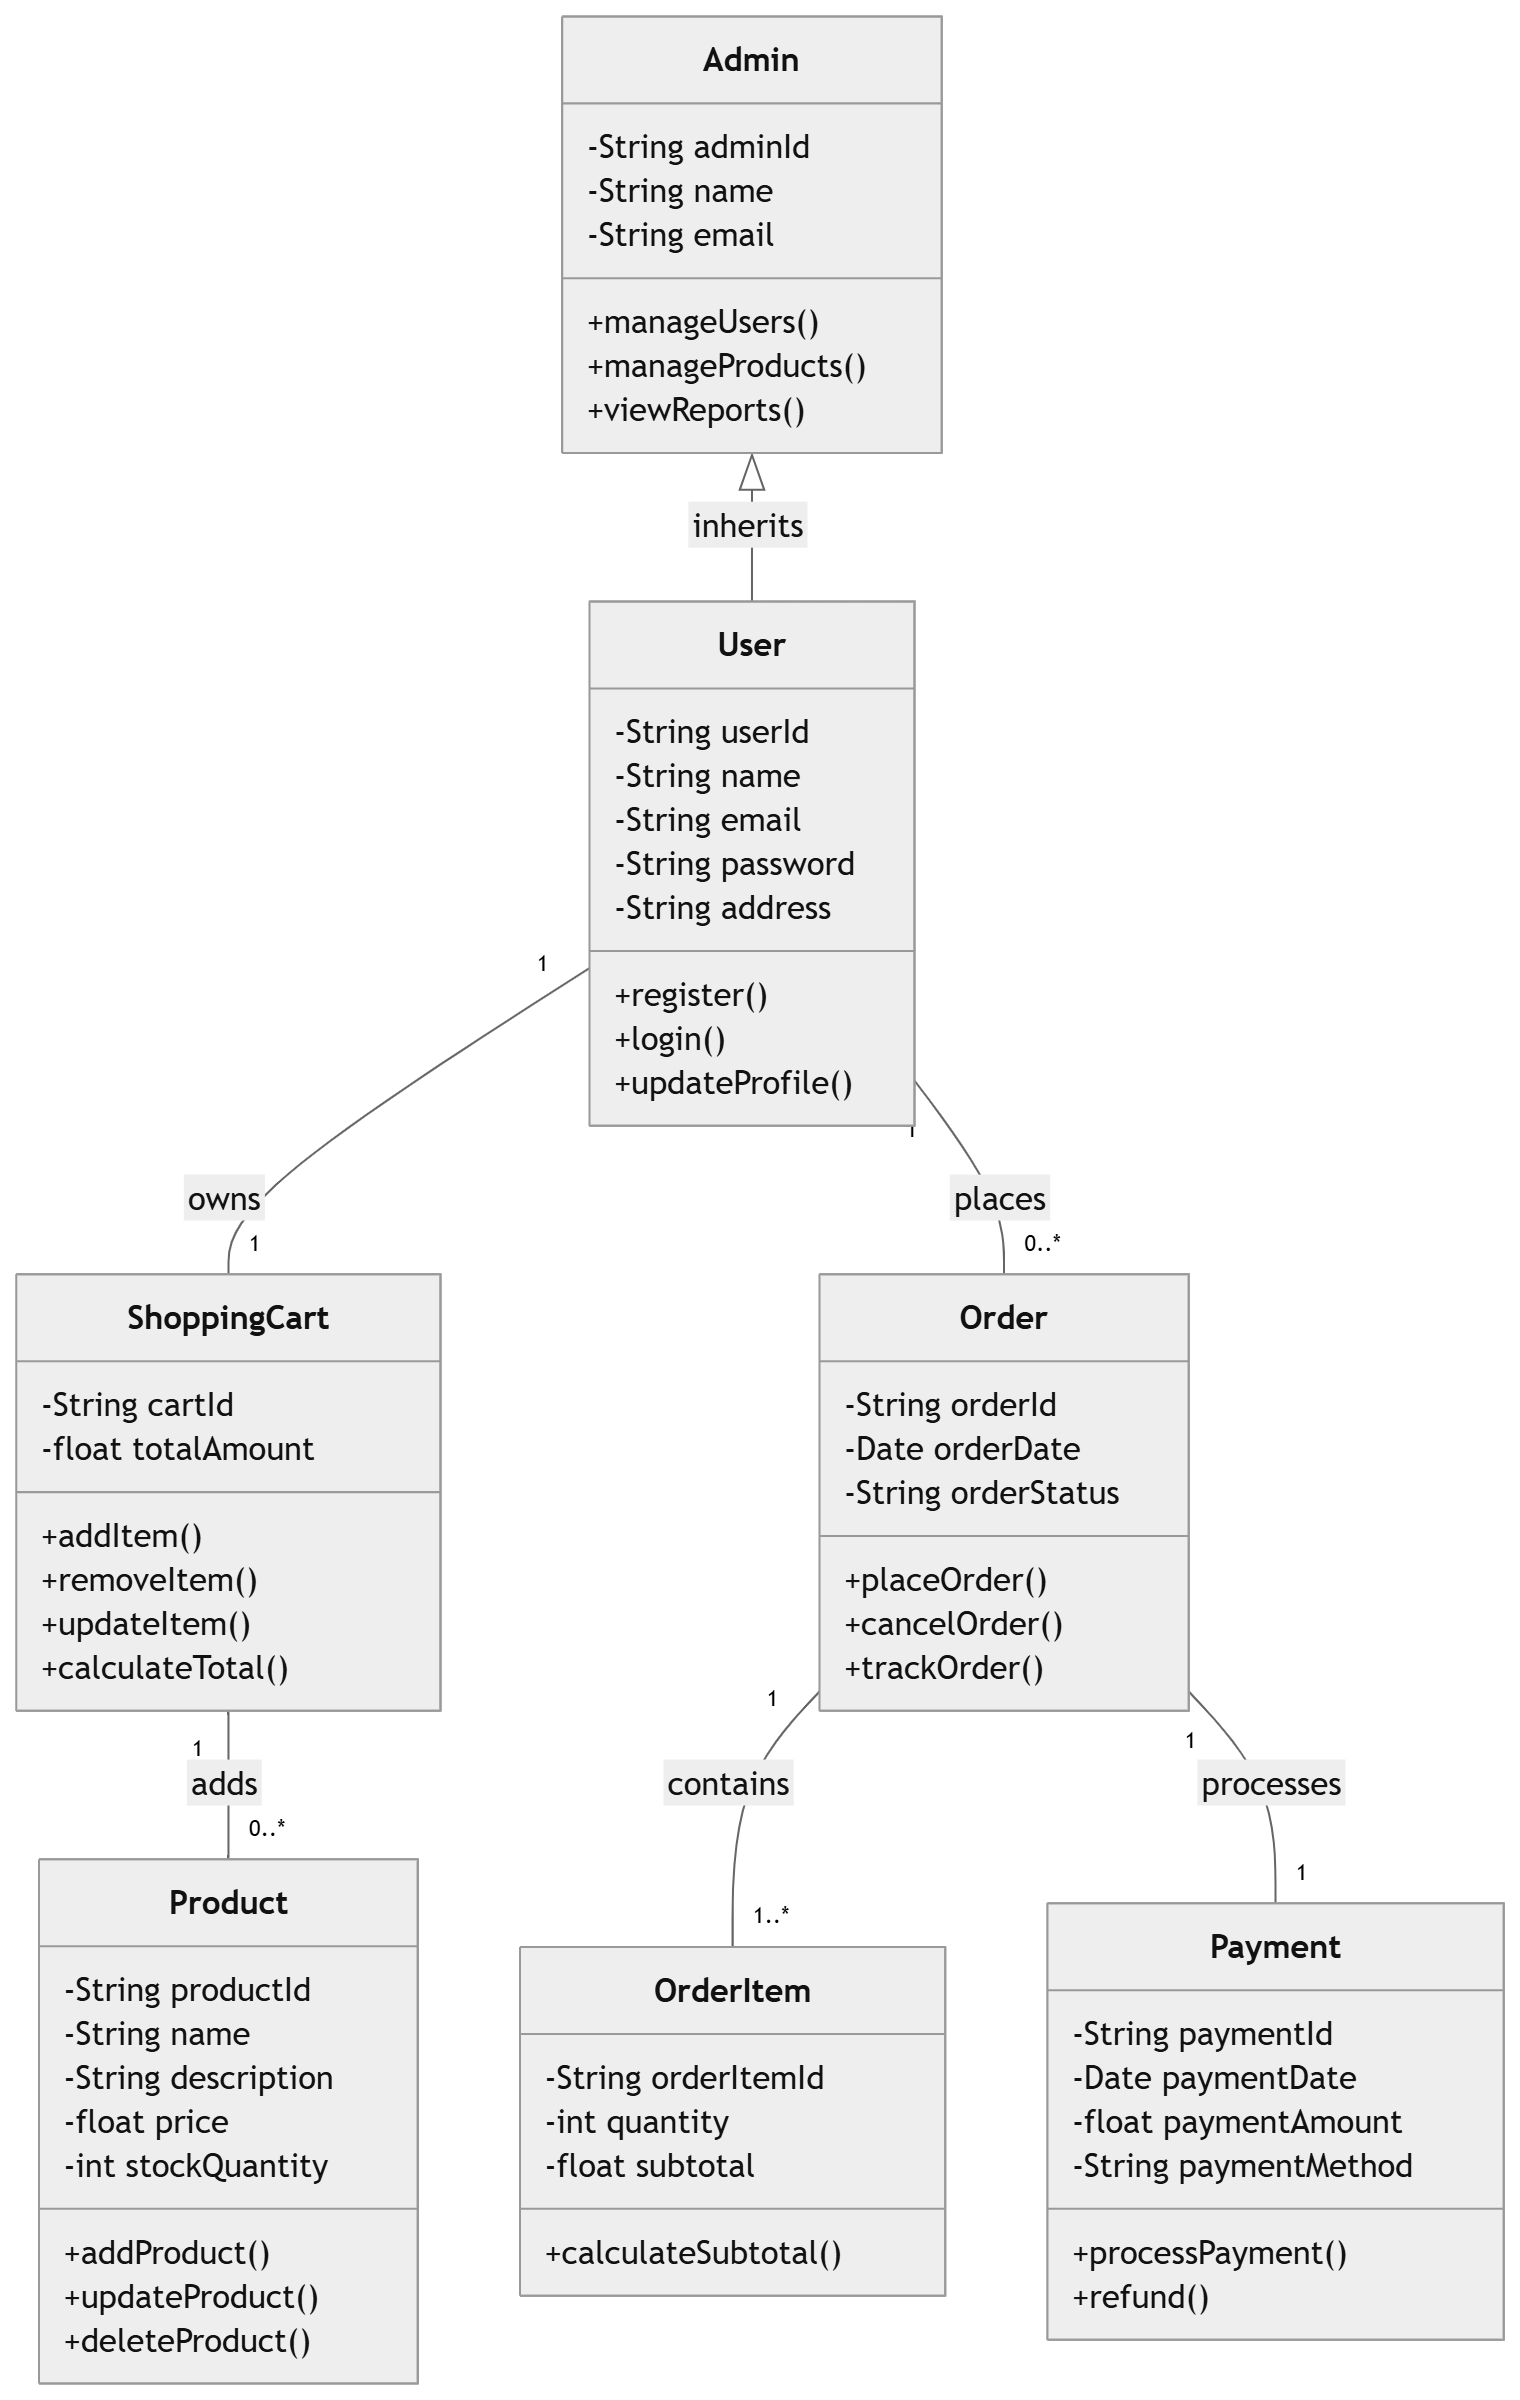 Admin
-String adminId
-String name
-String email
+manageUsers()
+manageProducts()
+viewReports()
inherits
User
-String userId
-String name
-String email
-String password
-String address
+register()
+login()
+updateProfile()
1
1
owns
places
1
0..*
ShoppingCart
-String cartId
-float totalAmount
+addItem()
+removeItem()
+updateItem()
+calculateTotal()
Order
-String orderId
-Date orderDate
-String orderStatus
+placeOrder()
+cancelOrder()
+trackOrder()
1
adds
0..*
1
contains
1..*
1
processes
1
Product
-String productId
-String name
-String description
-float price
-int stockQuantity
+addProduct()
+updateProduct()
+deleteProduct()
OrderItem
-String orderItemId
-int quantity
-float subtotal
+calculateSubtotal()
Payment
-String paymentId
-Date paymentDate
-float paymentAmount
-String paymentMethod
+processPayment()
+refund()